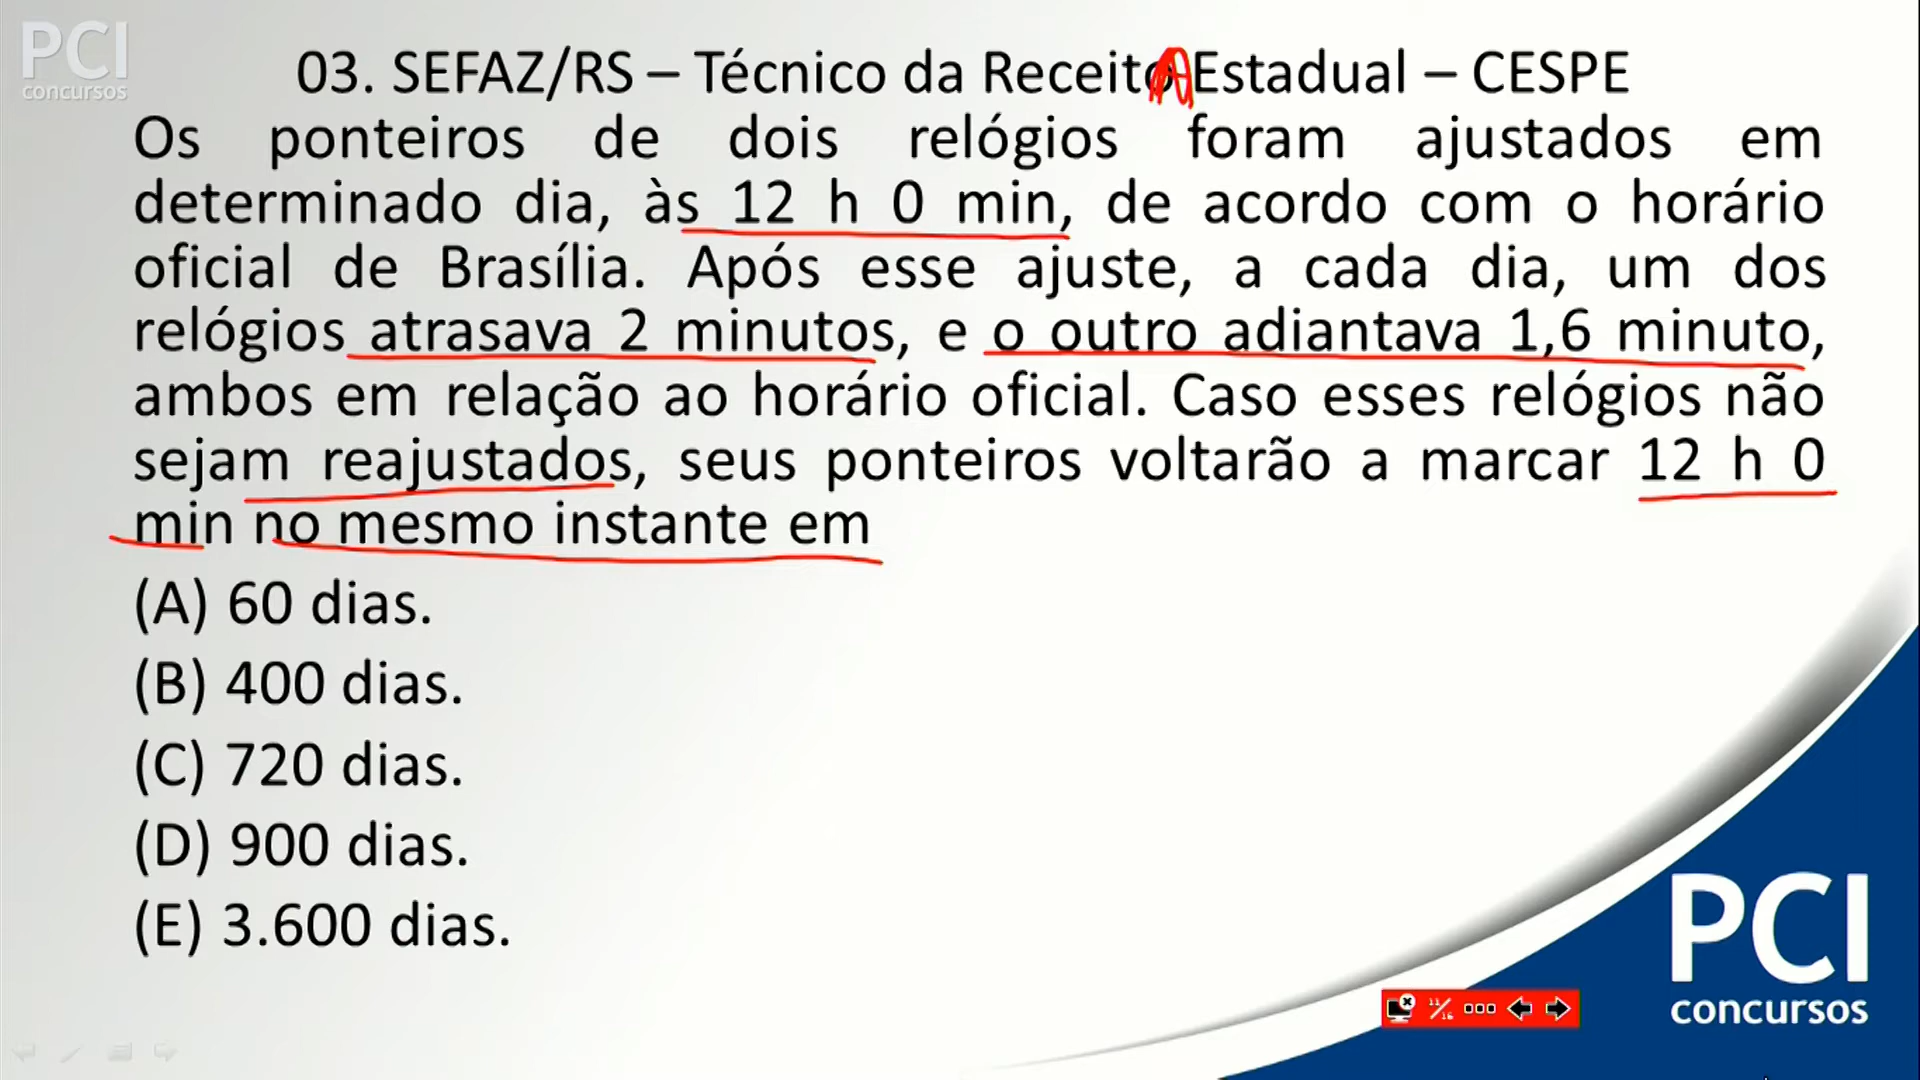 PCI
concursos
03. SEFAZ/RS – Técnico da Receito A Estadual – CESPE
Os ponteiros de dois relógios foram ajustados em
determinado dia, às 12 h 0 min, de acordo com o horário
oficial de Brasília. Após esse ajuste, a cada dia, um dos
relógios atrasava 2 minutos, e o outro adiantava 1,6 minuto,
ambos em relação ao horário oficial. Caso esses relógios não
sejam reajustados, seus ponteiros voltarão a marcar 12 h 0
min no mesmo instante em
(A) 60 dias.
(B) 400 dias.
(C) 720 dias.
(D) 900 dias.
(E) 3.600 dias.
PCI
concursos
11/16